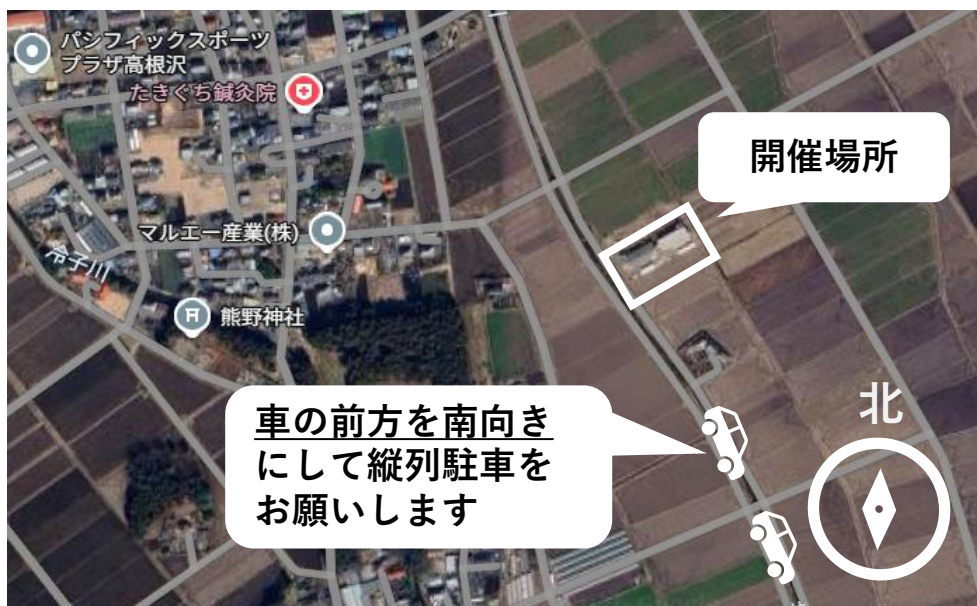 パシフィックスポーツ
プラザ高根沢
たきぐち鍼灸院
開催場所
マルエー産業(株)
冷子川
熊野神社
車の前方を南向き
にして縦列駐車を
お願いします
北